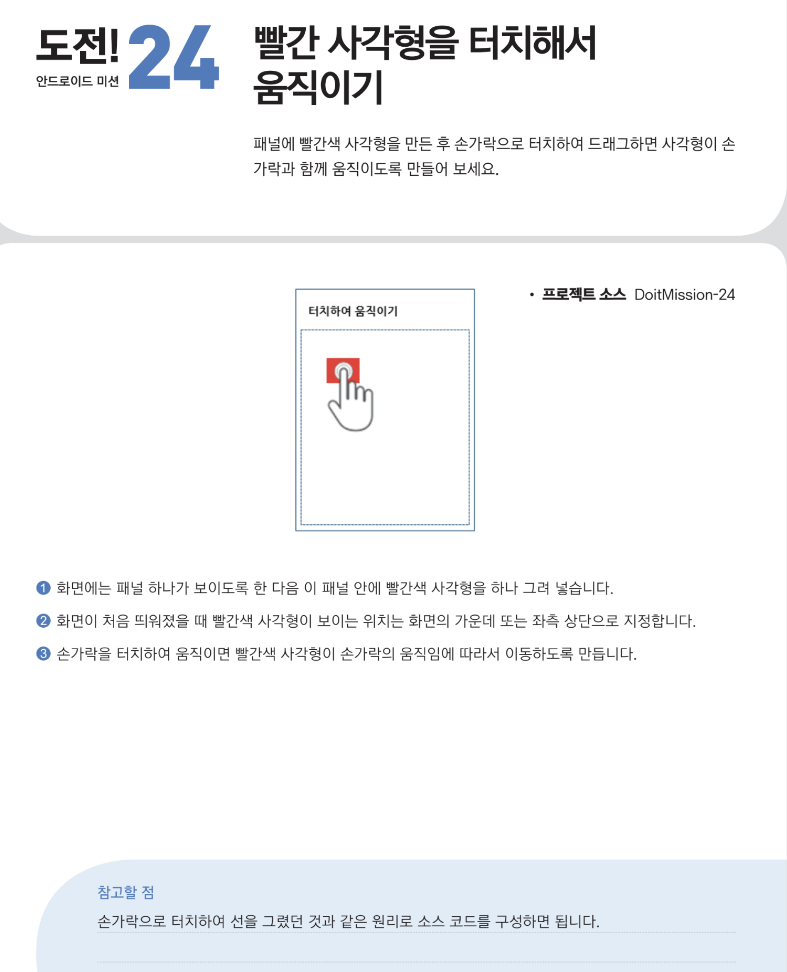 도전! 24
안드로이드 미션
빨간 사각형을 터치해서
움직이기
패널에 빨간색 사각형을 만든 후 손가락으로 터치하여 드래그하면 사각형이 손
가락과 함께 움직이도록 만들어 보세요.
• 프로젝트 소스 DoitMission-24
터치하여 움직이기
1 화면에는 패널 하나가 보이도록 한 다음 이 패널 안에 빨간색 사각형을 하나 그려 넣습니다.
2 화면이 처음 띄워졌을 때 빨간색 사각형이 보이는 위치는 화면의 가운데 또는 좌측 상단으로 지정합니다.
3 손가락을 터치하여 움직이면 빨간색 사각형이 손가락의 움직임에 따라서 이동하도록 만듭니다.
참고할 점
손가락으로 터치하여 선을 그렸던 것과 같은 원리로 소스 코드를 구성하면 됩니다.